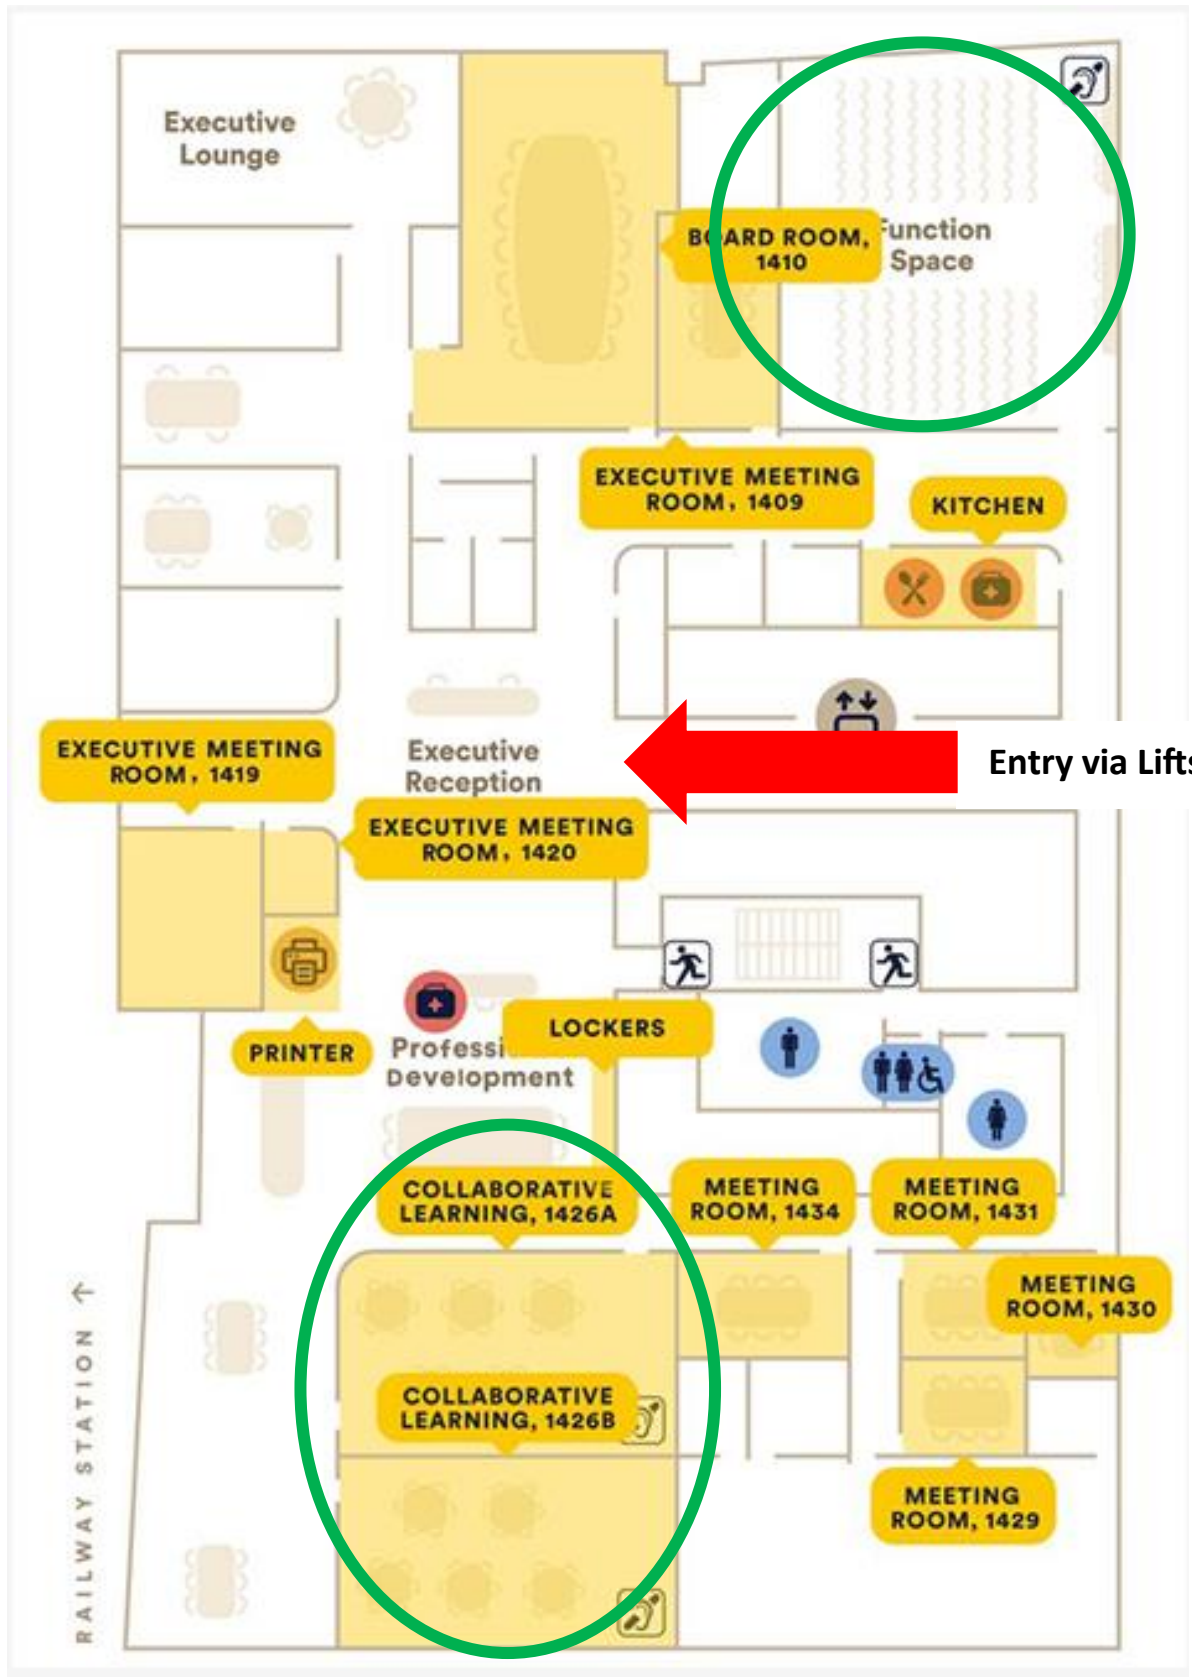 Executive
Lounge
BOARD ROOM,
1410
Function
Space
EXECUTIVE MEETING
ROOM, 1409
KITCHEN
Executive
Reception
Entry via Lifts
EXECUTIVE MEETING
ROOM, 1419
EXECUTIVE MEETING
ROOM, 1420
LOCKERS
PRINTER
Professi
Development
COLLABORATIVE
LEARNING, 1426A
MEETING
ROOM, 1434
MEETING
ROOM, 1431
MEETING
ROOM, 1430
COLLABORATIVE
LEARNING, 1426B
MEETING
ROOM, 1429
RAILWAY STATION